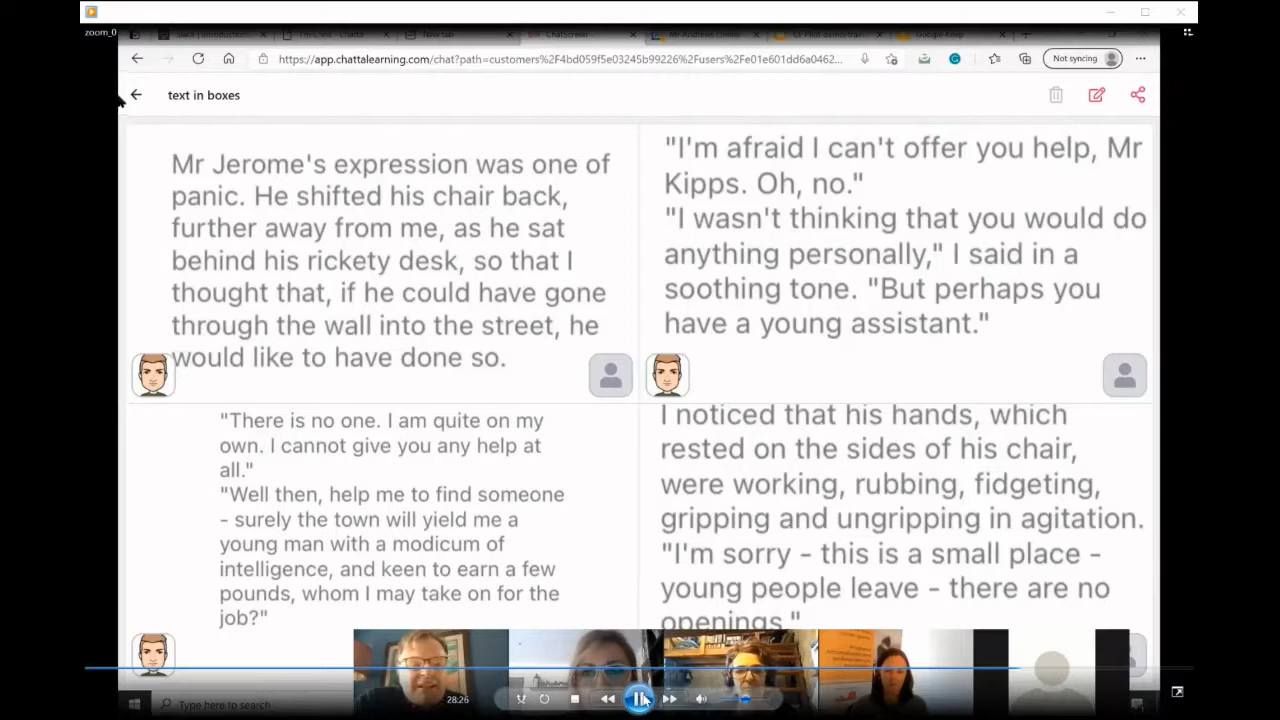 zoom_0
Slack | Introduction
New tab
ChatScreen
Google Keep
https://app.chattalearning.com/chat?path=customers%2F4bd059f5e03245b99226%2Fusers%2Fe01e601dd6a0462...
Not syncing
text in boxes
Mr Jerome's expression was one of
panic. He shifted his chair back,
further away from me, as he sat
behind his rickety desk, so that I
thought that, if he could have gone
through the wall into the street, he
would like to have done so.
"I'm afraid I can't offer you help, Mr
Kipps. Oh, no."
"I wasn't thinking that you would do
anything personally," I said in a
soothing tone. "But perhaps you
have a young assistant."
"There is no one. I am quite on my
own. I cannot give you any help at
all."
"Well then, help me to find someone
- surely the town will yield me a
young man with a modicum of
intelligence, and keen to earn a few
pounds, whom I may take on for the
job?"
I noticed that his hands, which
rested on the sides of his chair,
were working, rubbing, fidgeting,
gripping and ungripping in agitation.
"I'm sorry - this is a small place -
young people leave - there are no
openings."
28:26
Type here to search